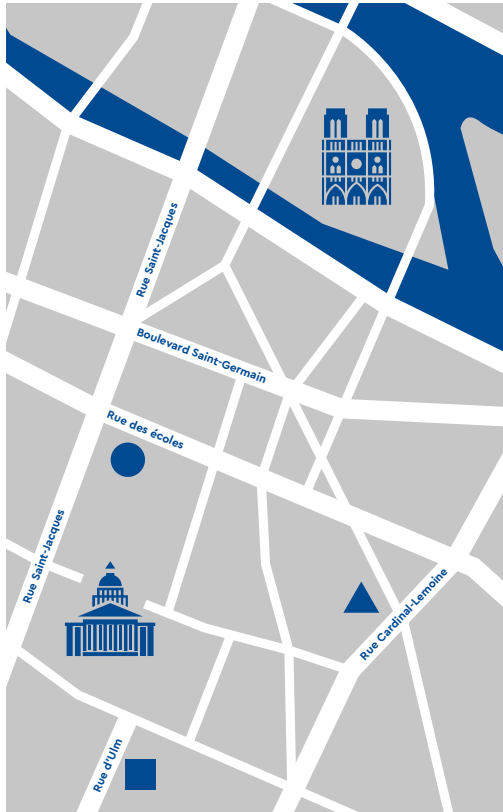 Rue Saint-Jacques
Boulevard Saint-Germain
Rue des écoles
Rue Saint-Jacques
Rue Cardinal-Lemoine
Rue d'Ulm